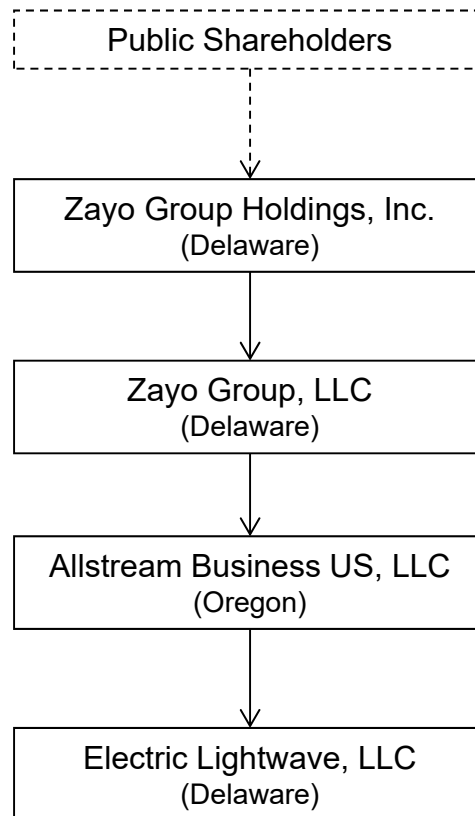 Public Shareholders
Zayo Group Holdings, Inc.
(Delaware)
Zayo Group, LLC
(Delaware)
Allstream Business US, LLC
(Oregon)
Electric Lightwave, LLC
(Delaware)